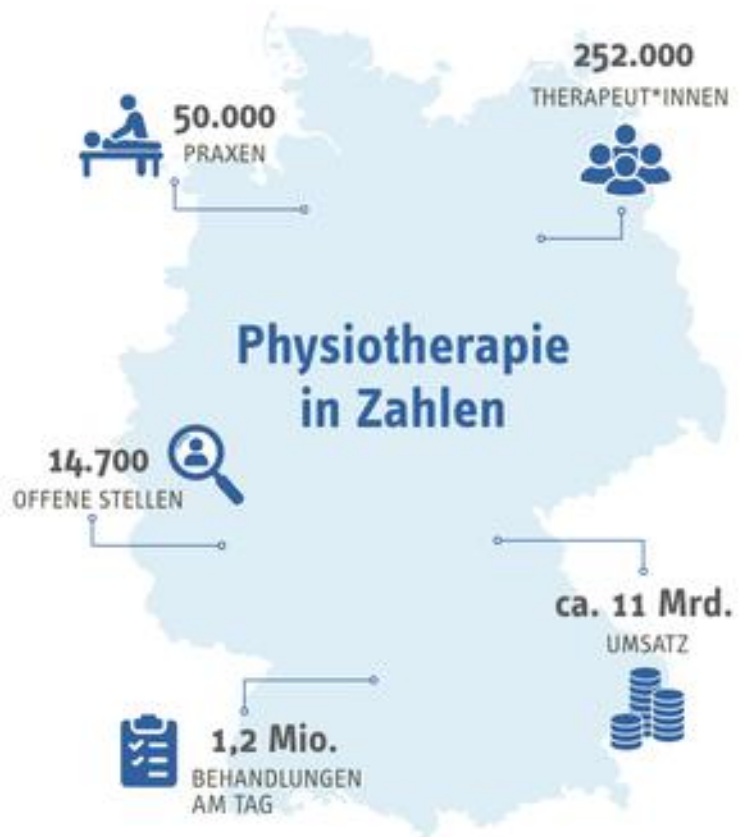 252.000
THERAPEUT*INNEN
50.000
PRAXEN
Physiotherapie
in Zahlen
14.700
OFFENE STELLEN
ca. 11 Mrd.
UMSATZ
1,2 Mio.
BEHANDLUNGEN
AM TAG